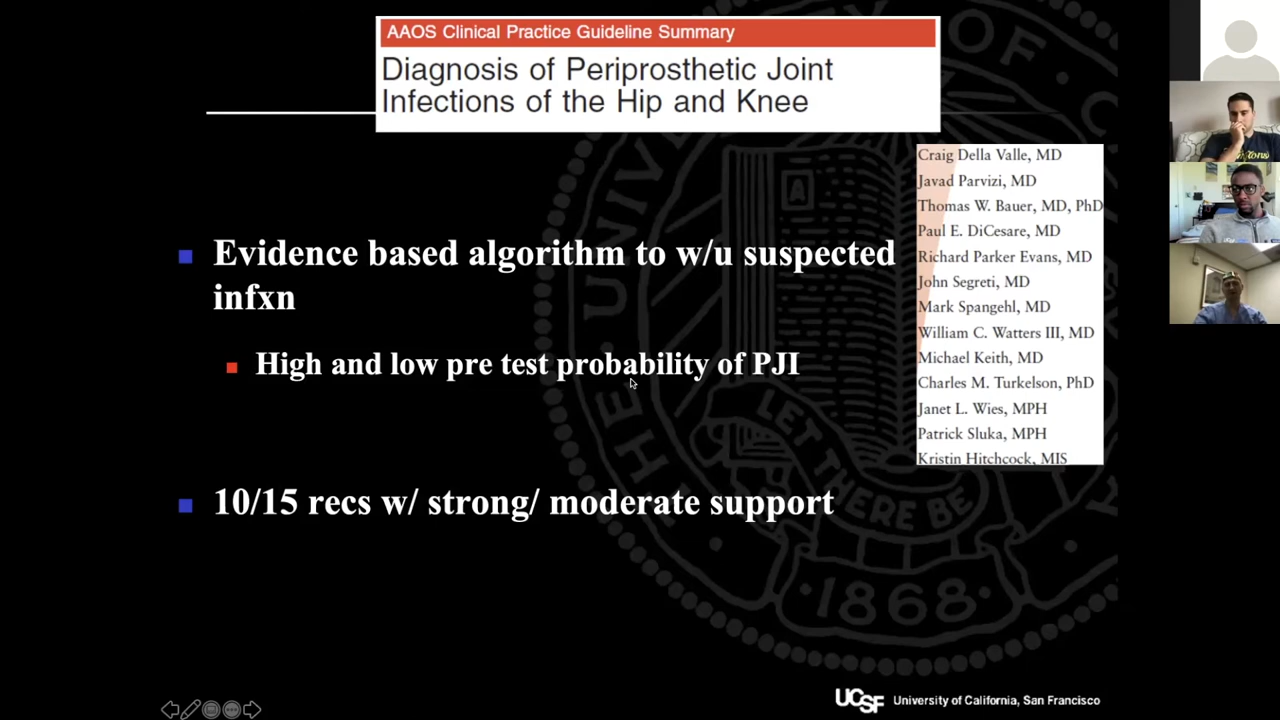 AAOS Clinical Practice Guideline Summary
Diagnosis of Periprosthetic Joint
Infections of the Hip and Knee
Craig Della Valle, MD
Javad Parvizi, MD
Thomas W. Bauer, MD, PhD
Paul E. DiCesare, MD
Richard Parker Evans, MD
John Segreti, MD
Mark Spangehl, MD
William C. Watters III, MD
Michael Keith, MD
Charles M. Turkelson, PhD
Janet L. Wies, MPH
Patrick Sluka, MPH
Kristin Hitchcock, MIS
Evidence based algorithm to w/u suspected
infxn
High and low pre test probability of PJI
10/15 recs w/ strong/ moderate support
LET THERE BE
1868
UCSF University of California, San Francisco